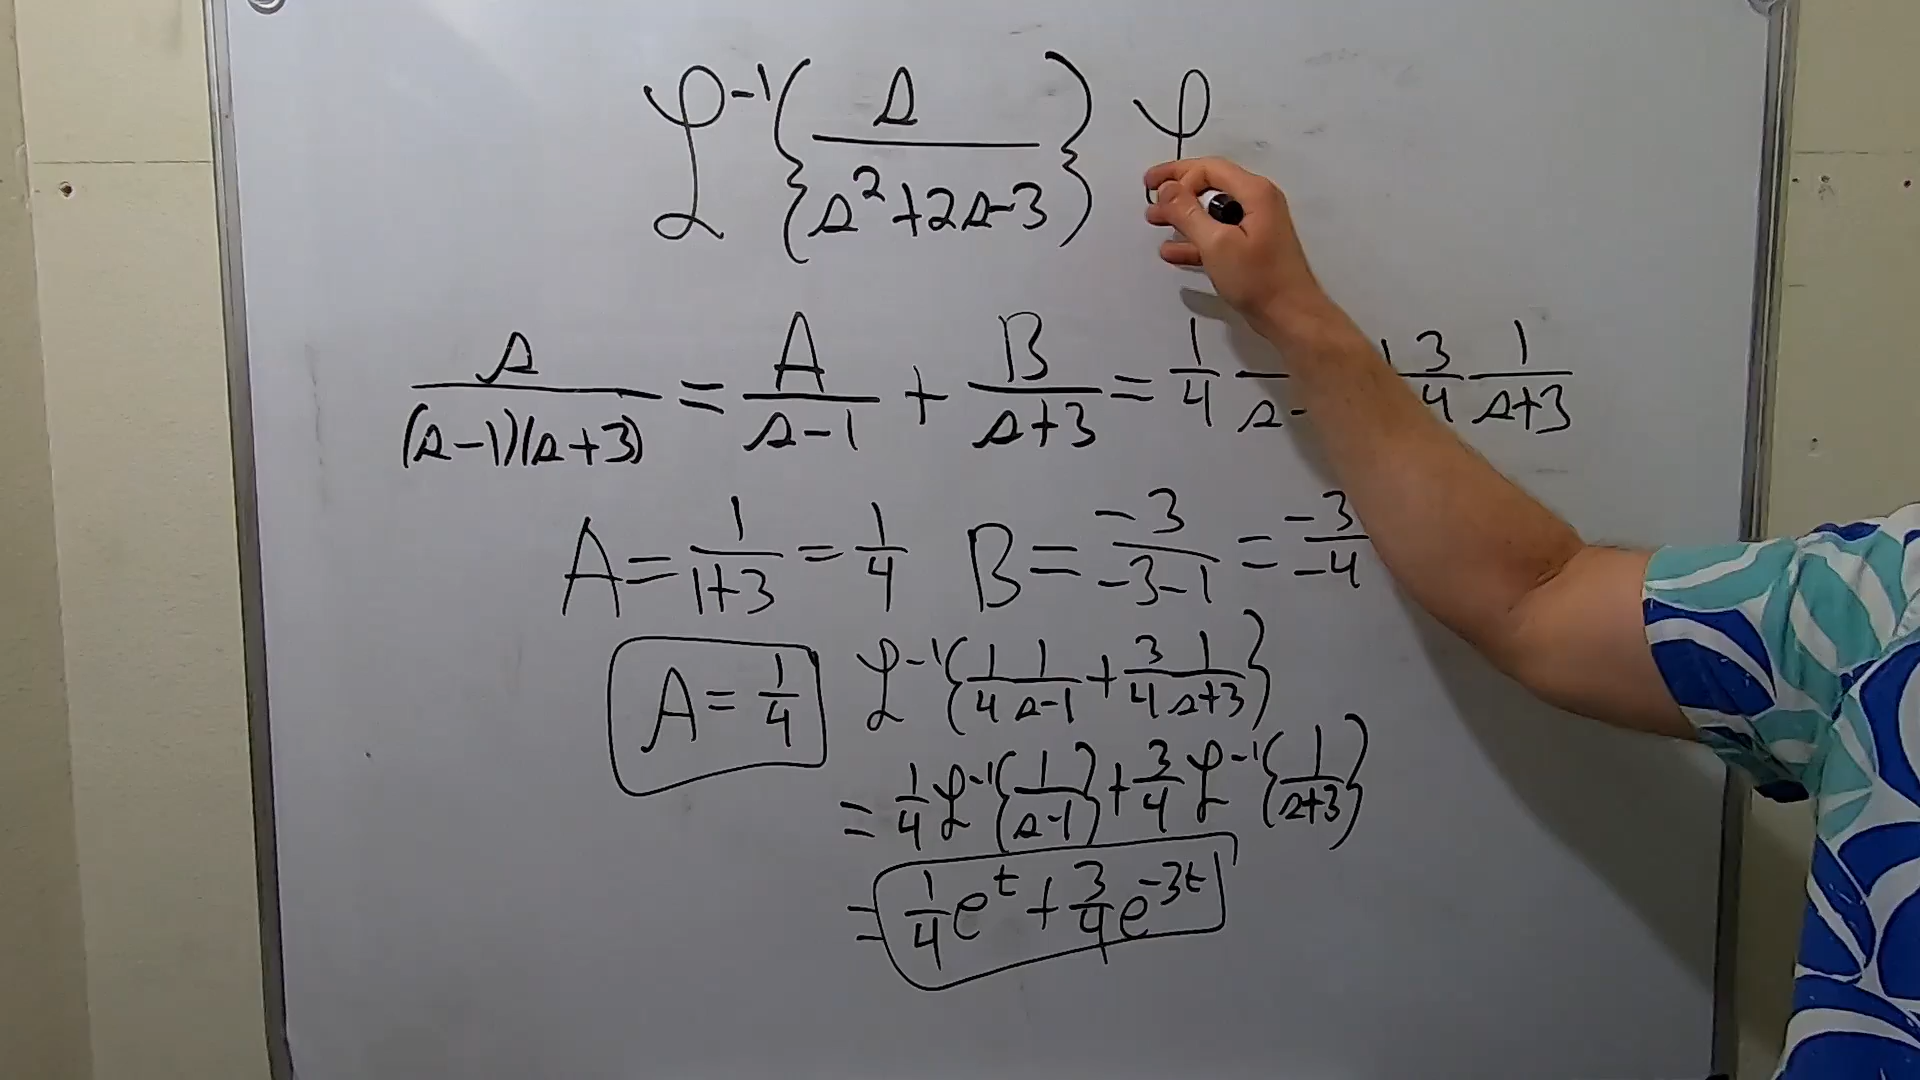 ℒ⁻¹{s/(s²+2s-3)} ℒ
s/((s-1)(s+3)) = A/(s-1) + B/(s+3) = 1/4 /(s- 3/4 1/(s+3)
A = 1/(1+3) = 1/4 B = -3/(-3-1) = -3/-4
A = 1/4
ℒ⁻¹{1/4 1/(s-1) + 3/4 1/(s+3)}
= 1/4 ℒ⁻¹{1/(s-1)} + 3/4 ℒ⁻¹{1/(s+3)}
= 1/4 eᵗ + 3/4 e⁻³ᵗ